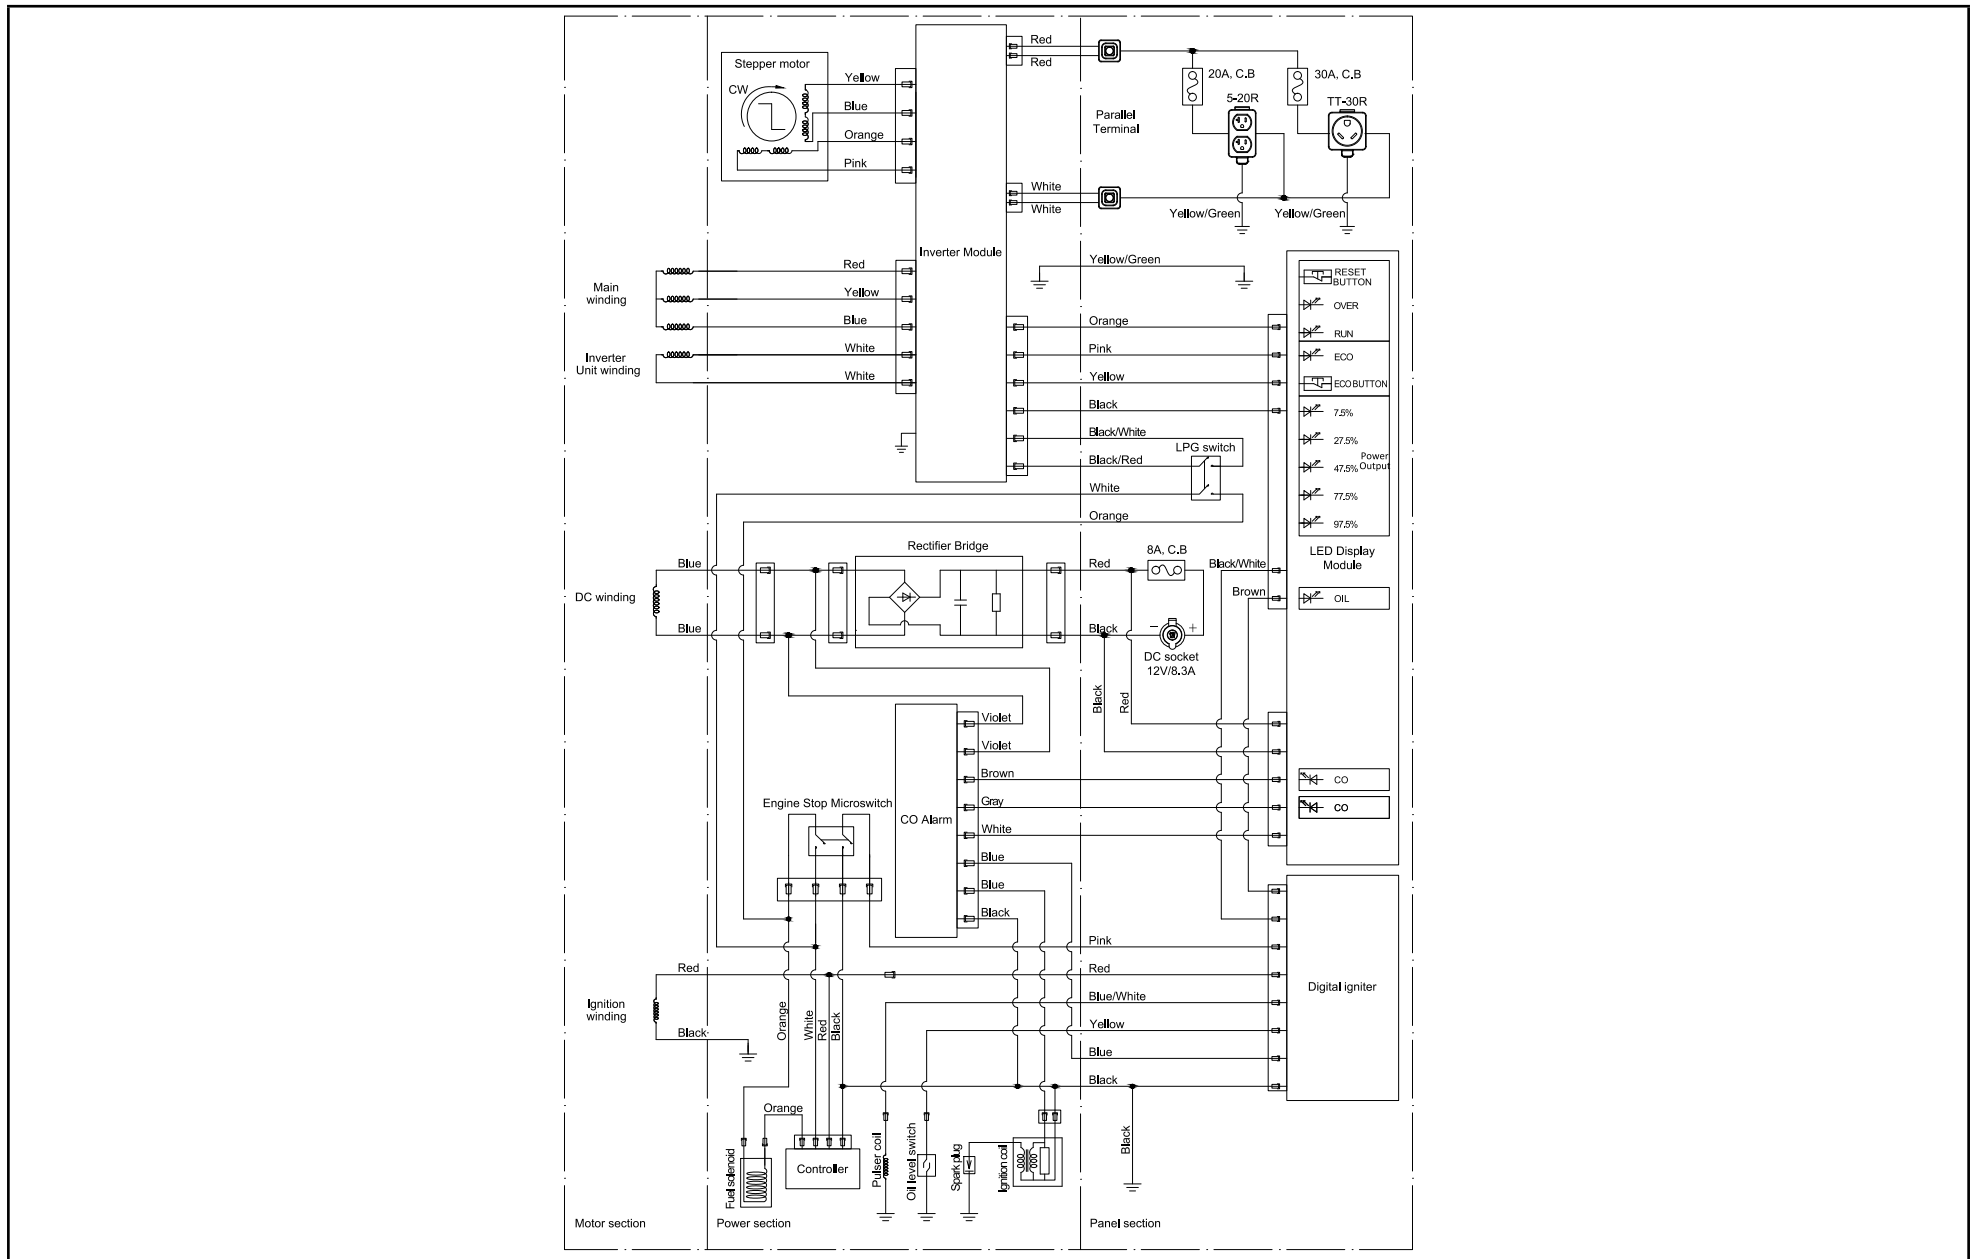 Stepper motor
CW
Yellow
Blue
Orange
Pink
Red
Red
Parallel
Terminal
20A, C.B
30A, C.B
5-20R
TT-30R
White
White
Yellow/Green
Yellow/Green
Inverter Module
Main
winding
Red
Yellow
Blue
Inverter
Unit winding
White
White
Yellow/Green
Orange
Pink
Yellow
Black
Black/White
Black/Red
LPG switch
White
Orange
RESET
BUTTON
OVER
RUN
ECO
ECO BUTTON
7.5%
27.5%
47.5%
Power
Output
77.5%
97.5%
LED Display
Module
OIL
Black/White
Brown
DC winding
Blue
Blue
Rectifier Bridge
Red
Black
8A, C.B
−
+
DC socket
12V/8.3A
Black
Red
CO Alarm
Violet
Violet
Brown
Gray
White
Blue
Blue
Black
CO
CO
Engine Stop Microswitch
Pink
Red
Blue/White
Yellow
Blue
Black
Digital igniter
Ignition
winding
Red
Black
Orange
White
Red
Black
Orange
Fuel solenoid
Controller
Pulser coil
Oil level switch
Spark plug
Ignition coil
Black
Motor section
Power section
Panel section